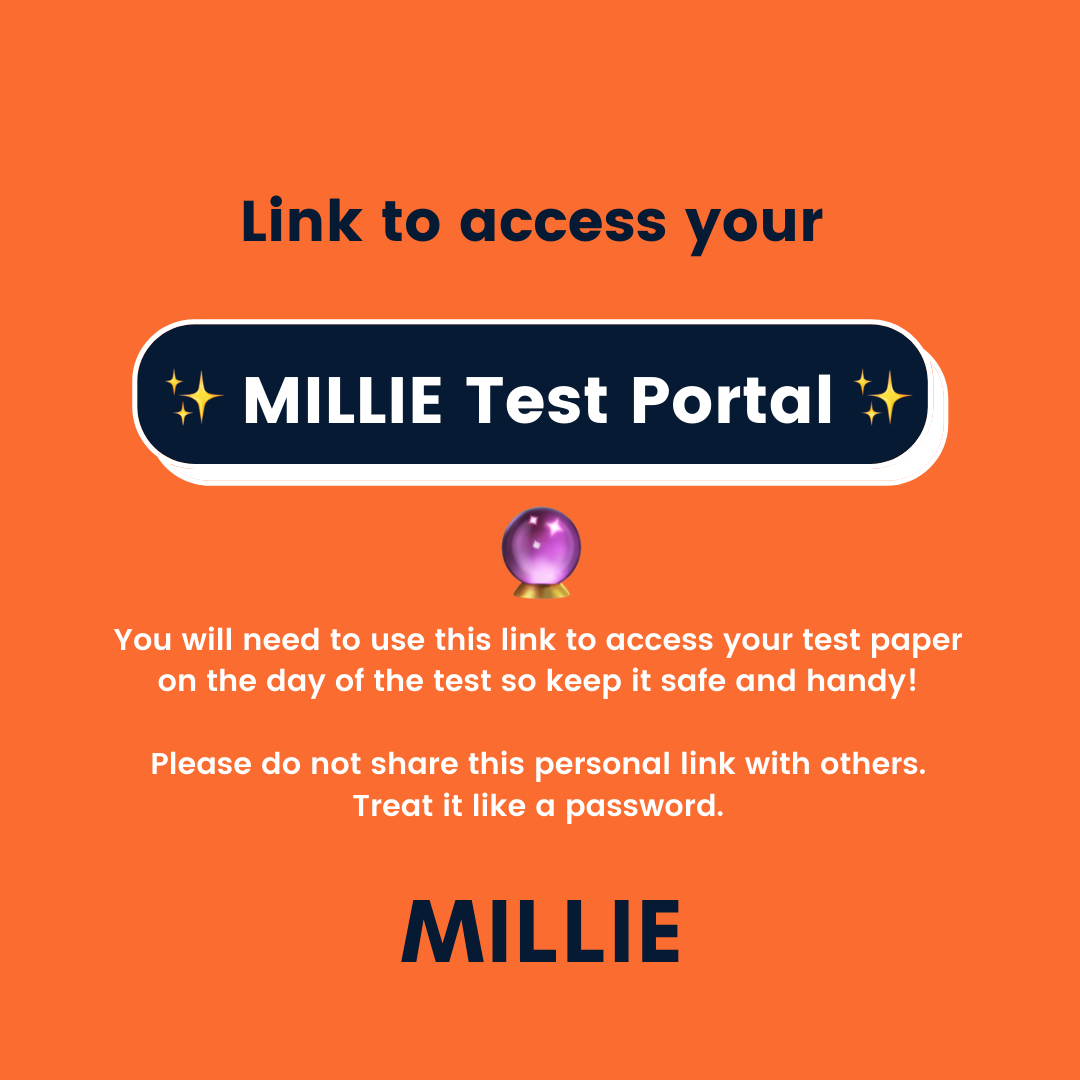 Link to access your
✨ MILLIE Test Portal ✨
You will need to use this link to access your test paper
on the day of the test so keep it safe and handy!
Please do not share this personal link with others.
Treat it like a password.
MILLIE